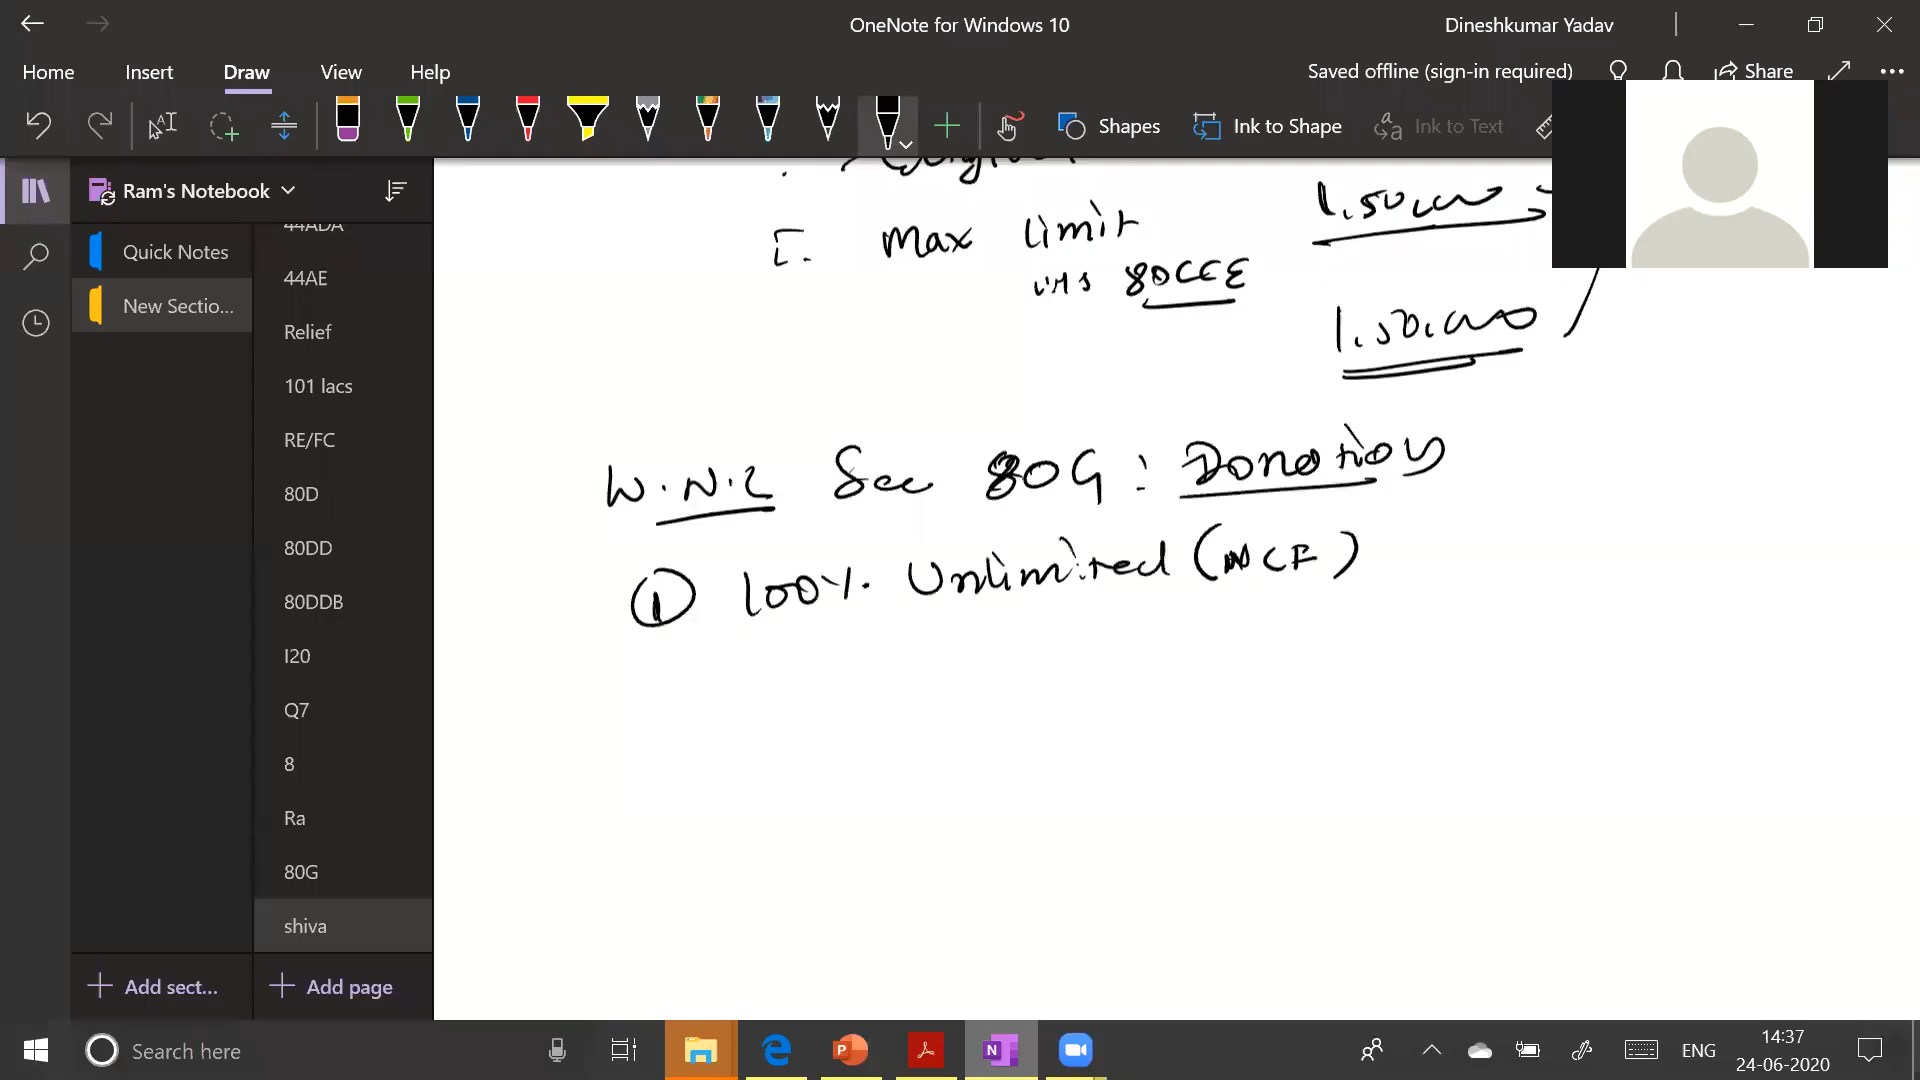 OneNote for Windows 10
Dineshkumar Yadav
Home Insert Draw View Help
Saved offline (sign-in required)
Share
Shapes
Ink to Shape
Ink to Text
Ram's Notebook
Quick Notes
New Sectio...
44ADA
44AE
Relief
101 lacs
RE/FC
80D
80DD
80DDB
I20
Q7
8
Ra
80G
shiva
Add sect...
Add page
E. Max limit 1,50,000
U/s 80CCE
1,50,000
W.N.2 Sec 80G : Donation
① 100%. Unlimited (NCF)
Search here
ENG
14:37
24-06-2020